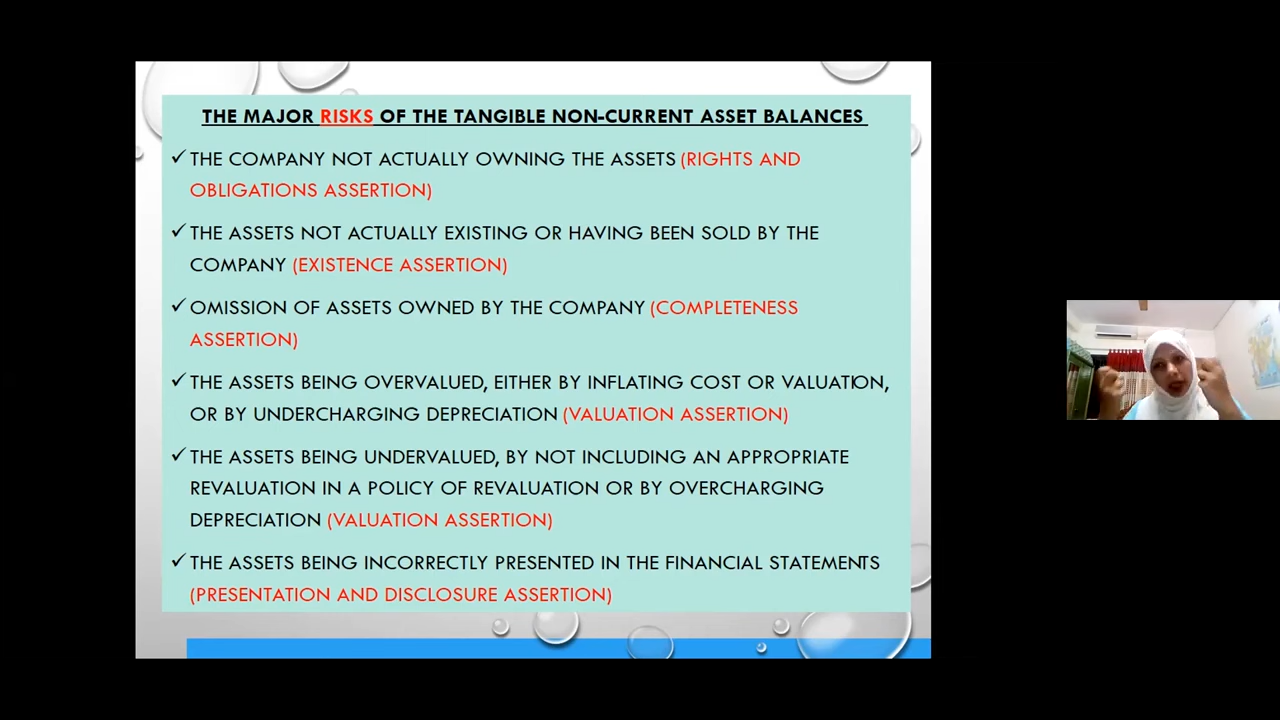 THE MAJOR RISKS OF THE TANGIBLE NON-CURRENT ASSET BALANCES
✓ THE COMPANY NOT ACTUALLY OWNING THE ASSETS (RIGHTS AND
OBLIGATIONS ASSERTION)
✓ THE ASSETS NOT ACTUALLY EXISTING OR HAVING BEEN SOLD BY THE
COMPANY (EXISTENCE ASSERTION)
✓ OMISSION OF ASSETS OWNED BY THE COMPANY (COMPLETENESS
ASSERTION)
✓ THE ASSETS BEING OVERVALUED, EITHER BY INFLATING COST OR VALUATION,
OR BY UNDERCHARGING DEPRECIATION (VALUATION ASSERTION)
✓ THE ASSETS BEING UNDERVALUED, BY NOT INCLUDING AN APPROPRIATE
REVALUATION IN A POLICY OF REVALUATION OR BY OVERCHARGING
DEPRECIATION (VALUATION ASSERTION)
✓ THE ASSETS BEING INCORRECTLY PRESENTED IN THE FINANCIAL STATEMENTS
(PRESENTATION AND DISCLOSURE ASSERTION)